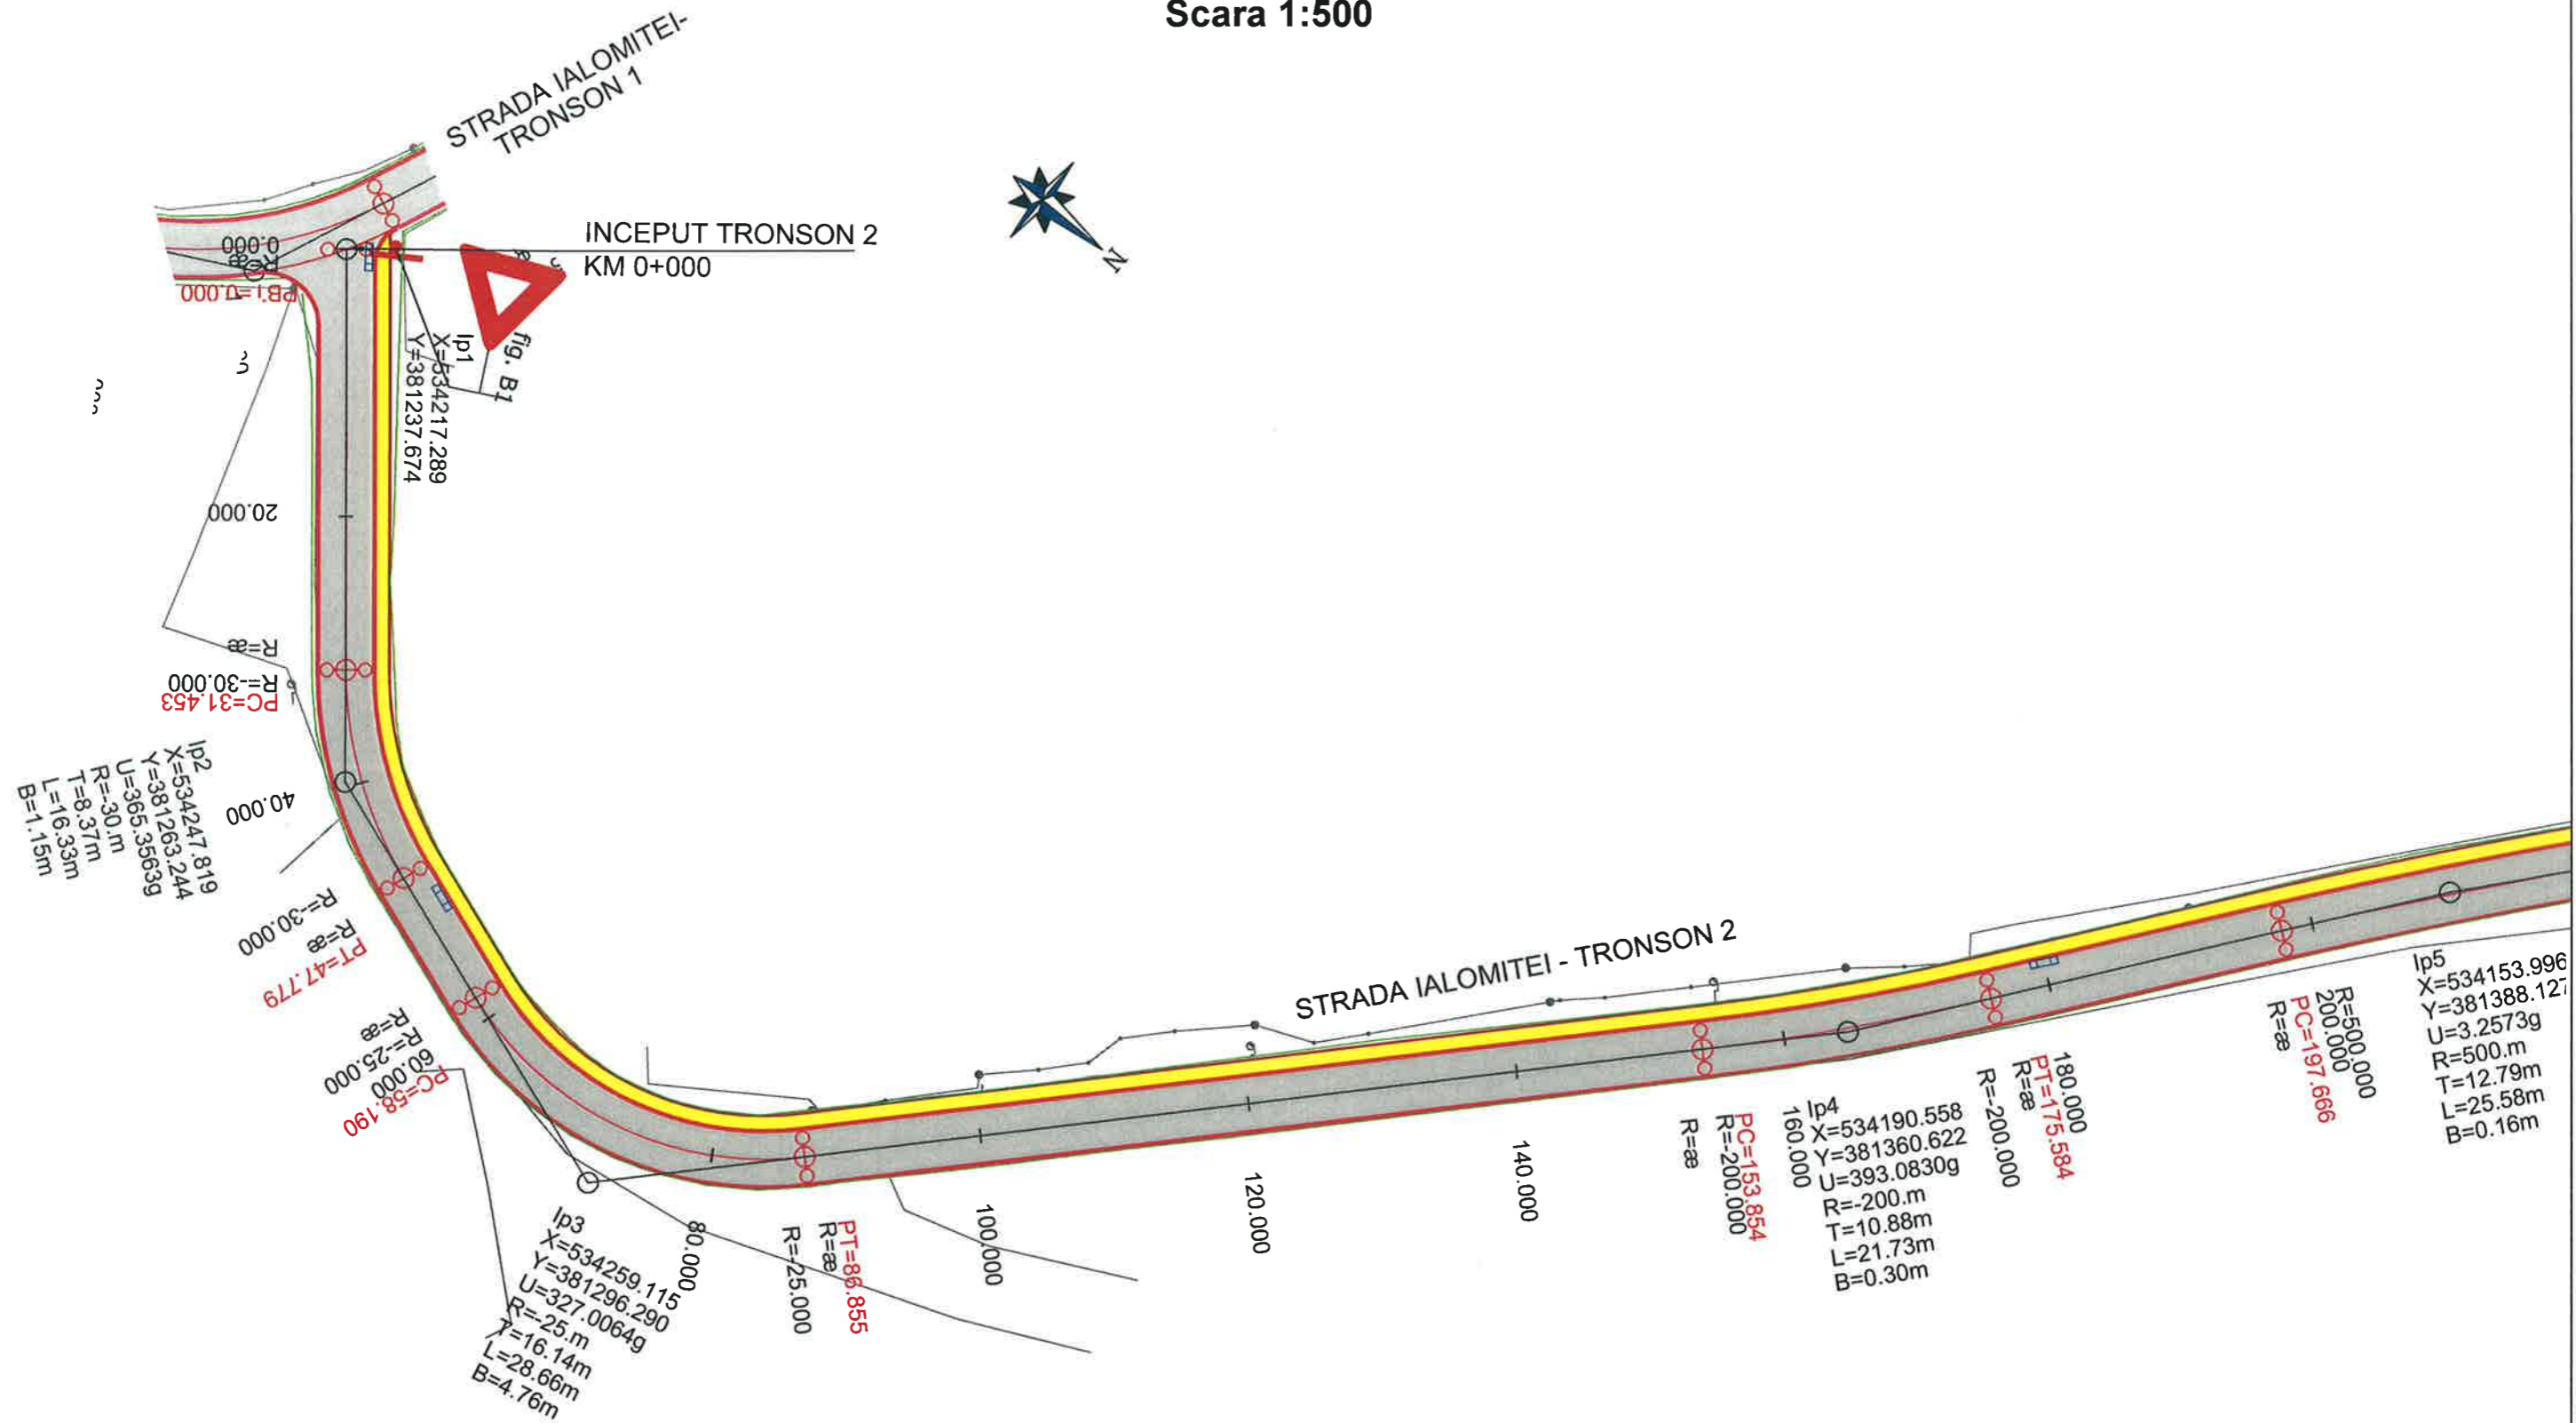 Scara 1:500
STRADA IALOMITEI-
TRONSON 1
INCEPUT TRONSON 2
KM 0+000
N
0.000
R=æ
PB1=0.000
fig. B1
Ip1
X=534217.289
Y=381237.674
20.000
R=æ
R=-30.000
PC=31.453
Ip2
X=534247.819
Y=381263.244
U=365.3563g
R=-30.m
T=8.37m
L=16.33m
B=1.15m
40.000
R=-30.000
R=æ
PT=47.779
R=æ
R=-25.000
60.000
PC=58.190
Ip3
X=534259.115
Y=381296.290
U=327.0064g
R=-25.m
T=16.14m
L=28.66m
B=4.76m
80.000
PT=86.855
R=æ
R=-25.000
100.000
120.000
140.000
STRADA IALOMITEI - TRONSON 2
R=æ
PC=153.854
R=-200.000
160.000
Ip4
X=534190.558
Y=381360.622
U=393.0830g
R=-200.m
T=10.88m
L=21.73m
B=0.30m
180.000
PT=175.584
R=æ
R=-200.000
R=500.000
200.000
PC=197.666
R=æ
Ip5
X=534153.996
Y=381388.127
U=3.2573g
R=500.m
T=12.79m
L=25.58m
B=0.16m